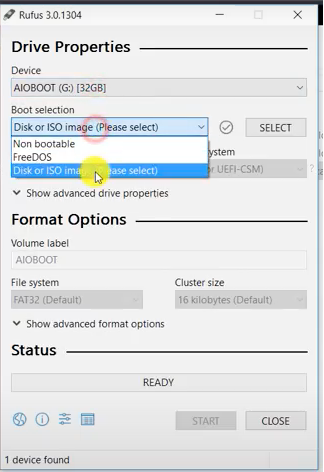 Rufus 3.0.1304
Drive Properties
Device
AIOBOOT (G:) [32GB]
Boot selection
Disk or ISO image (Please select)
SELECT
Non bootable
FreeDOS
Disk or ISO image (Please select)
ystem
or UEFI-CSM)
?
Show advanced drive properties
Format Options
Volume label
AIOBOOT
File system
Cluster size
FAT32 (Default)
16 kilobytes (Default)
Show advanced format options
Status
READY
START
CLOSE
1 device found